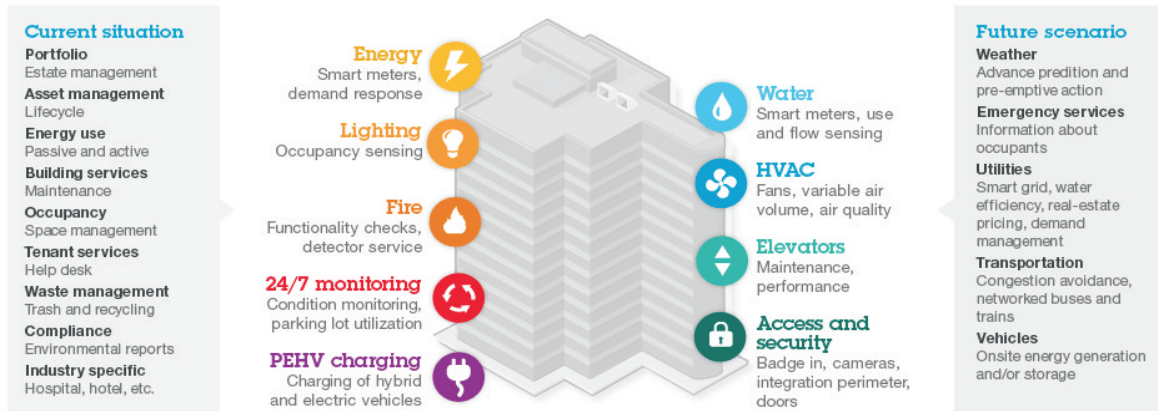 Current situation
Portfolio
Estate management
Asset management
Lifecycle
Energy use
Passive and active
Building services
Maintenance
Occupancy
Space management
Tenant services
Help desk
Waste management
Trash and recycling
Compliance
Environmental reports
Industry specific
Hospital, hotel, etc.
Energy
Smart meters,
demand response
Lighting
Occupancy sensing
Fire
Functionality checks,
detector service
24/7 monitoring
Condition monitoring,
parking lot utilization
PEHV charging
Charging of hybrid
and electric vehicles
Water
Smart meters, use
and flow sensing
HVAC
Fans, variable air
volume, air quality
Elevators
Maintenance,
performance
Access and
security
Badge in, cameras,
integration perimeter,
doors
Future scenario
Weather
Advance predition and
pre-emptive action
Emergency services
Information about
occupants
Utilities
Smart grid, water
efficiency, real-estate
pricing, demand
management
Transportation
Congestion avoidance,
networked buses and
trains
Vehicles
Onsite energy generation
and/or storage